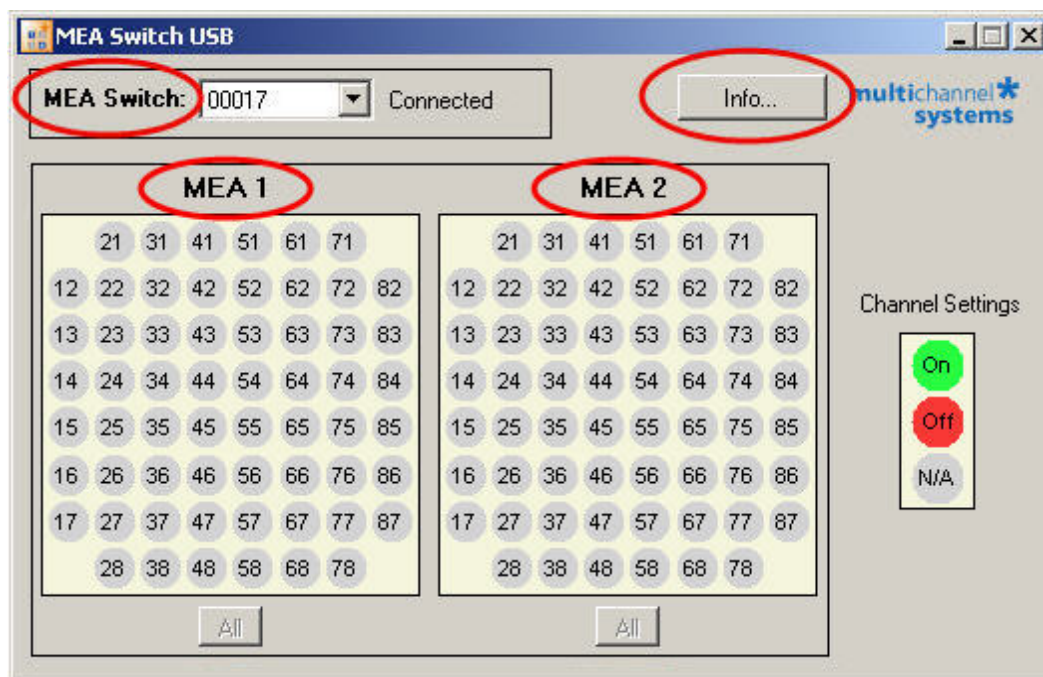 MEA Switch USB
MEA Switch: 00017 Connected
Info...
multichannel*
systems
MEA 1
21 31 41 51 61 71
12 22 32 42 52 62 72 82
13 23 33 43 53 63 73 83
14 24 34 44 54 64 74 84
15 25 35 45 55 65 75 85
16 26 36 46 56 66 76 86
17 27 37 47 57 67 77 87
28 38 48 58 68 78
All
MEA 2
21 31 41 51 61 71
12 22 32 42 52 62 72 82
13 23 33 43 53 63 73 83
14 24 34 44 54 64 74 84
15 25 35 45 55 65 75 85
16 26 36 46 56 66 76 86
17 27 37 47 57 67 77 87
28 38 48 58 68 78
All
Channel Settings
On
Off
N/A